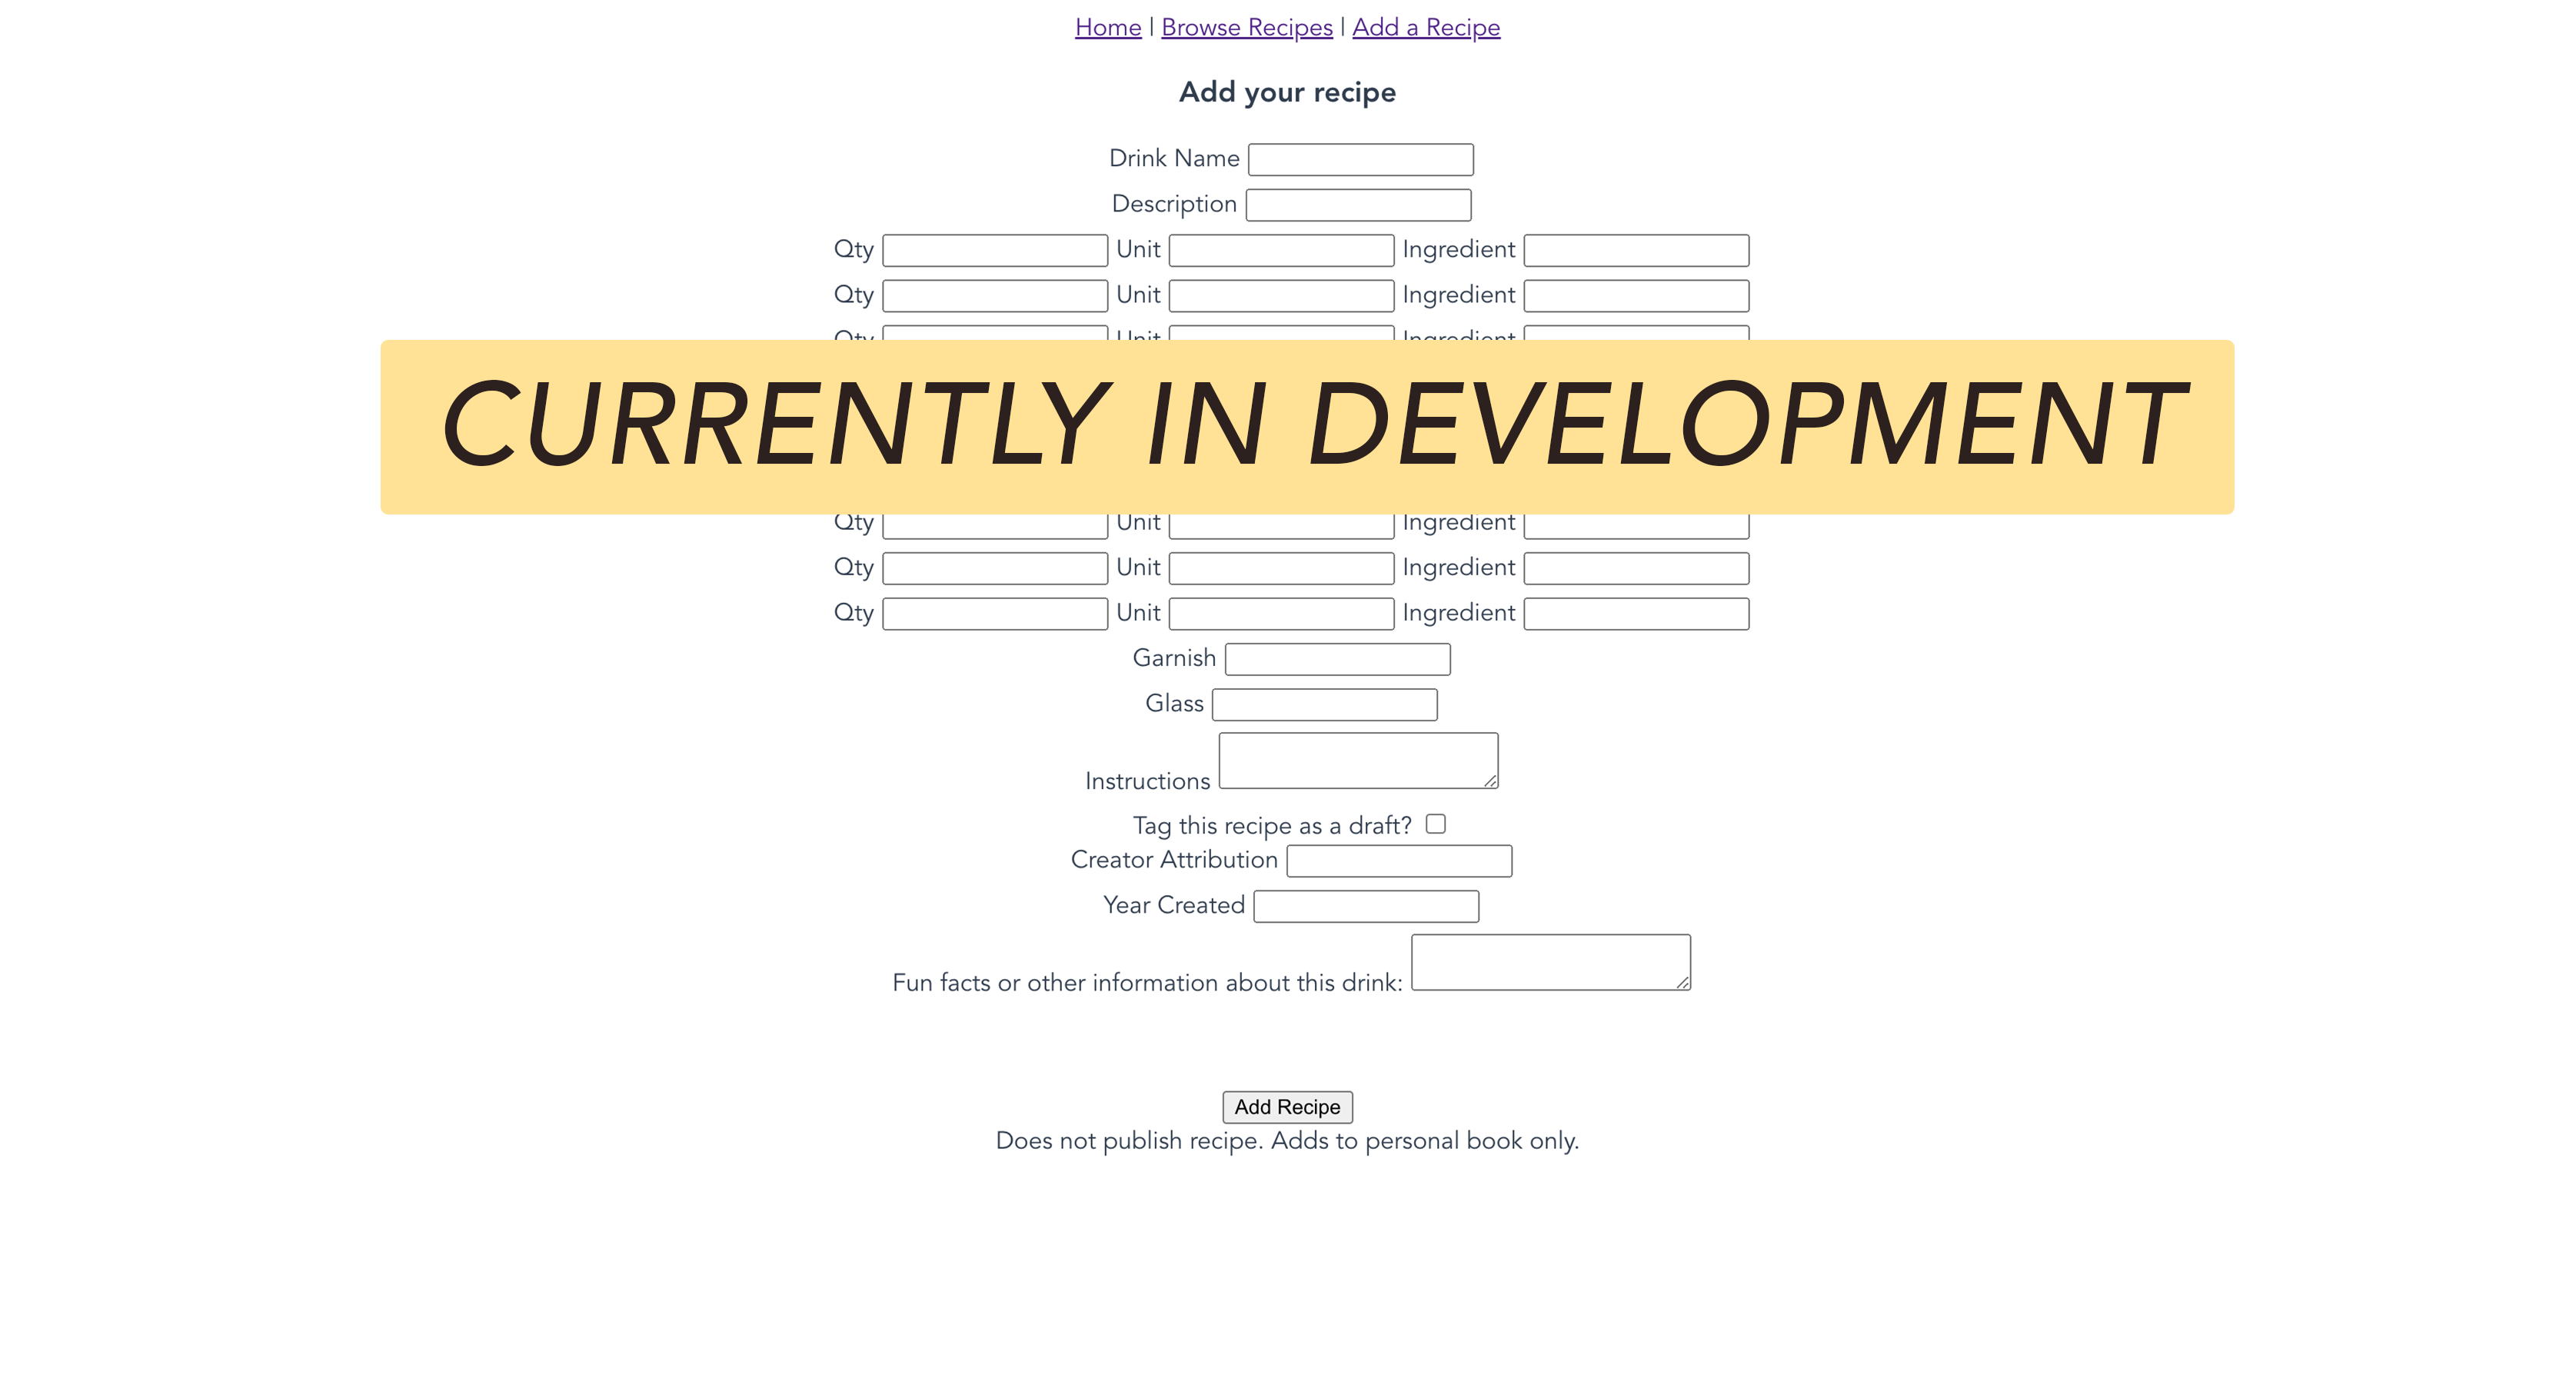 Home | Browse Recipes | Add a Recipe
Add your recipe
Drink Name
Description
Qty Unit Ingredient
Qty Unit Ingredient
Qty Unit Ingredient
CURRENTLY IN DEVELOPMENT
Qty Unit Ingredient
Qty Unit Ingredient
Qty Unit Ingredient
Garnish
Glass
Instructions
Tag this recipe as a draft?
Creator Attribution
Year Created
Fun facts or other information about this drink:
Add Recipe
Does not publish recipe. Adds to personal book only.